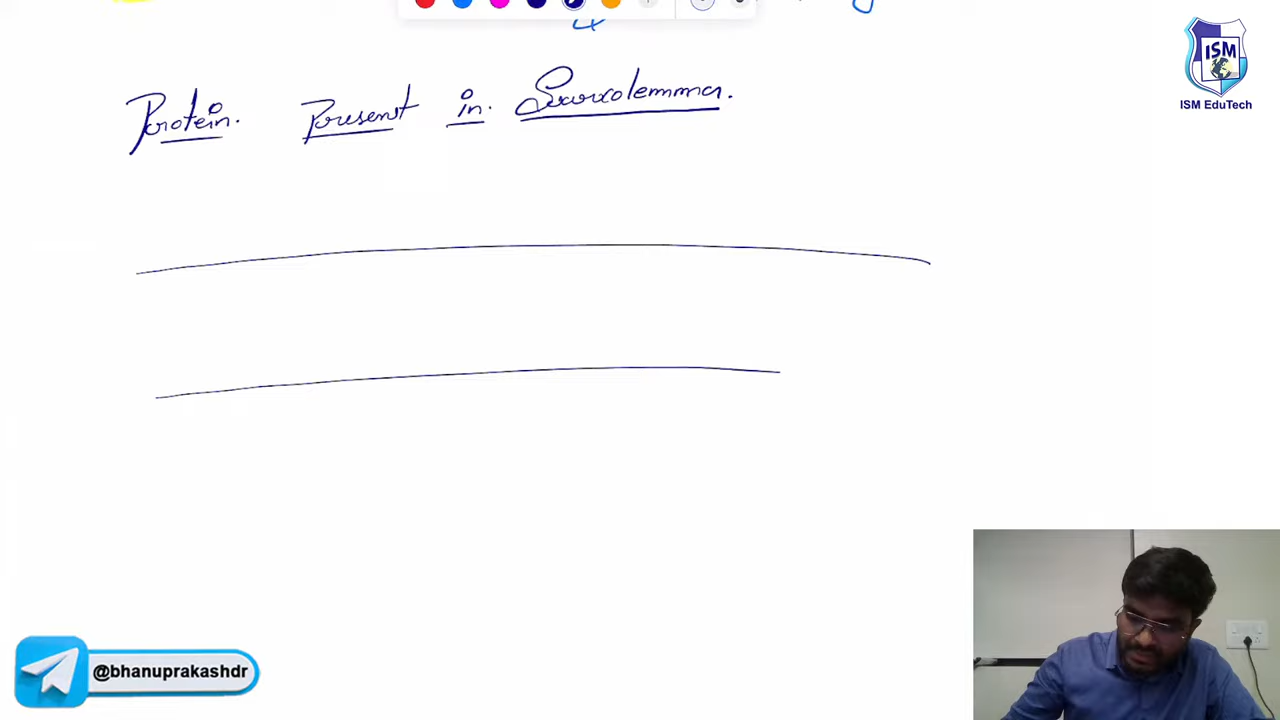 ISM
ISM EduTech
Protein. Present in. Sarcolemma.
@bhanuprakashdr